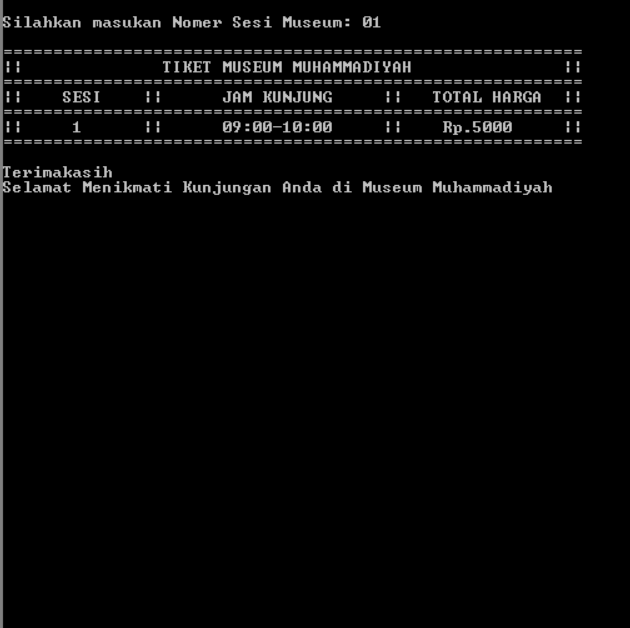 Silahkan masukan Nomer Sesi Museum: 01
==========================================================
¦¦              TIKET MUSEUM MUHAMMADIYAH               ¦¦
==========================================================
¦¦    SESI    ¦¦      JAM KUNJUNG     ¦¦   TOTAL HARGA  ¦¦
==========================================================
¦¦     1      ¦¦      09:00-10:00     ¦¦    Rp.5000     ¦¦
==========================================================
Terimakasih
Selamat Menikmati Kunjungan Anda di Museum Muhammadiyah